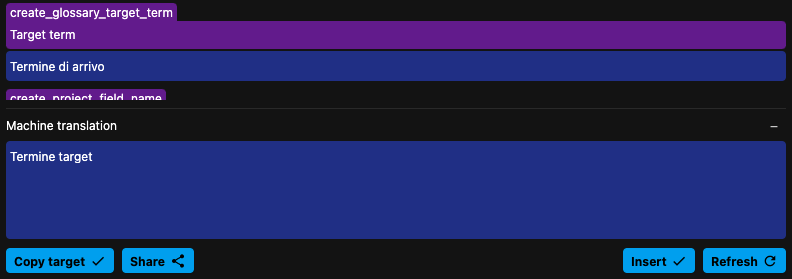 create_glossary_target_term
Target term
Termine di arrivo
create_project_field_name
Machine translation
Termine target
Copy target
Share
Insert
Refresh